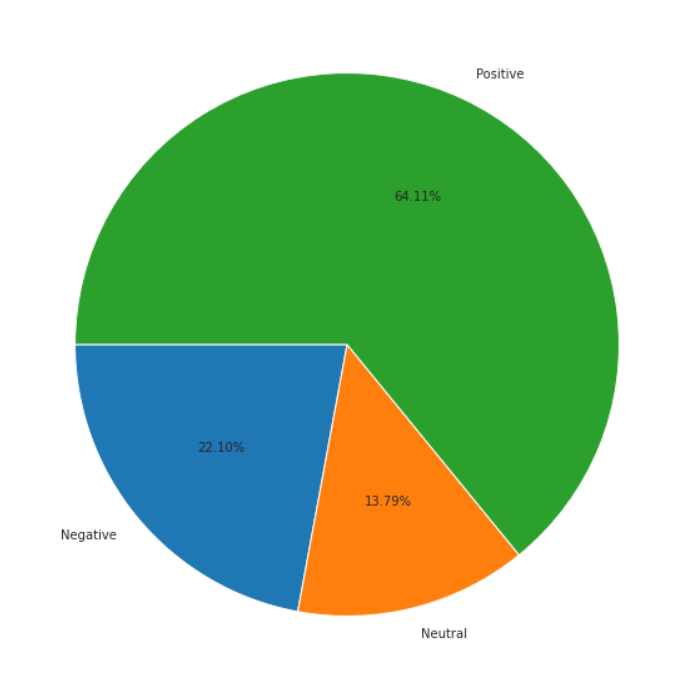 Positive
64.11%
22.10%
13.79%
Negative
Neutral